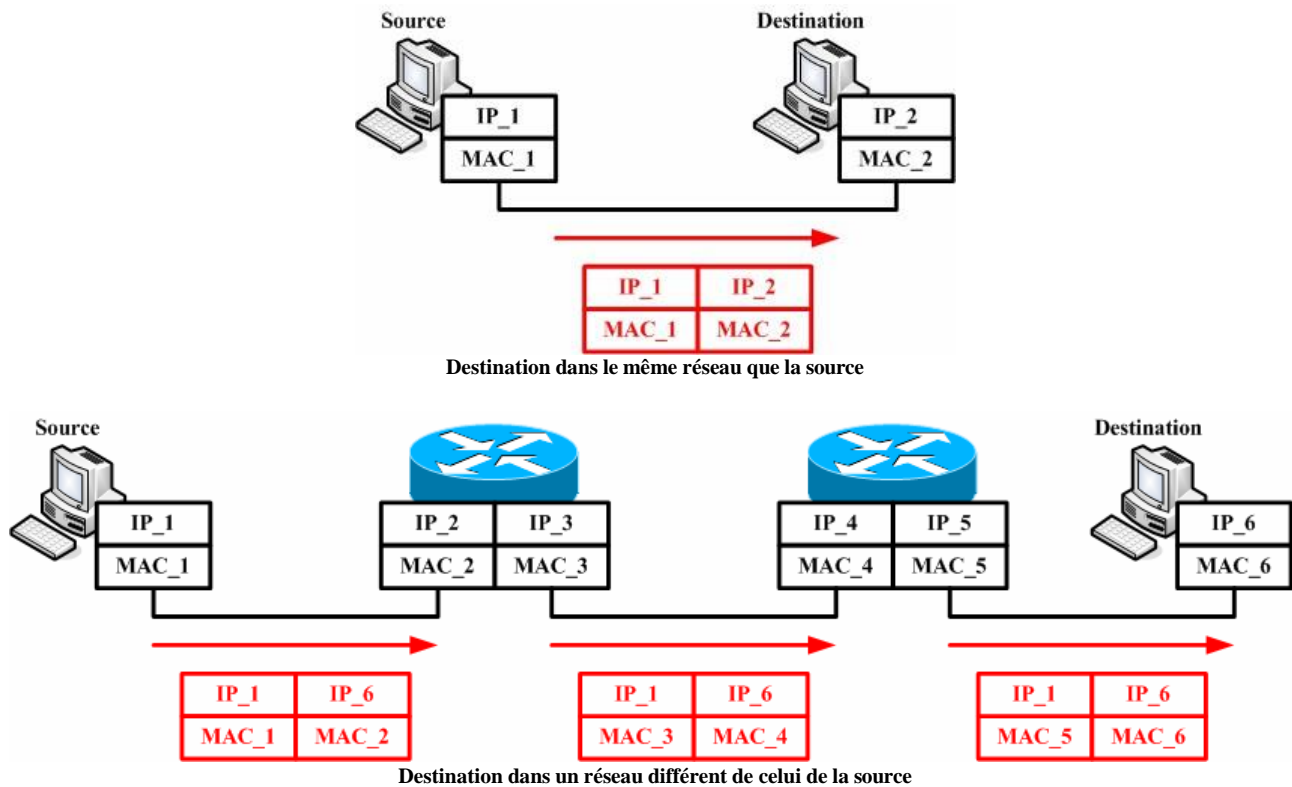 Source Destination
IP_1 IP_2
MAC_1 MAC_2
IP_1 IP_2
MAC_1 MAC_2
Destination dans le même réseau que la source
Source Destination
IP_1 IP_2 IP_3 IP_4 IP_5 IP_6
MAC_1 MAC_2 MAC_3 MAC_4 MAC_5 MAC_6
IP_1 IP_6 IP_1 IP_6 IP_1 IP_6
MAC_1 MAC_2 MAC_3 MAC_4 MAC_5 MAC_6
Destination dans un réseau différent de celui de la source